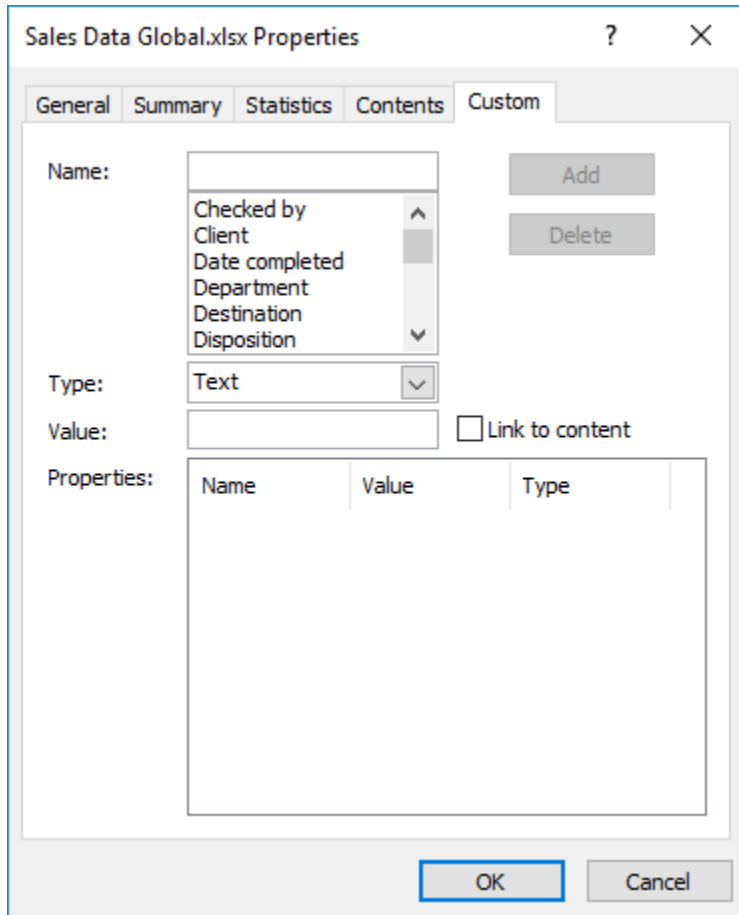 Sales Data Global.xlsx Properties ?
General Summary Statistics Contents Custom
Name: Add
Checked by
Client
Date completed
Department
Destination
Disposition
Delete
Type: Text
Value: Link to content
Properties: Name Value Type
OK Cancel